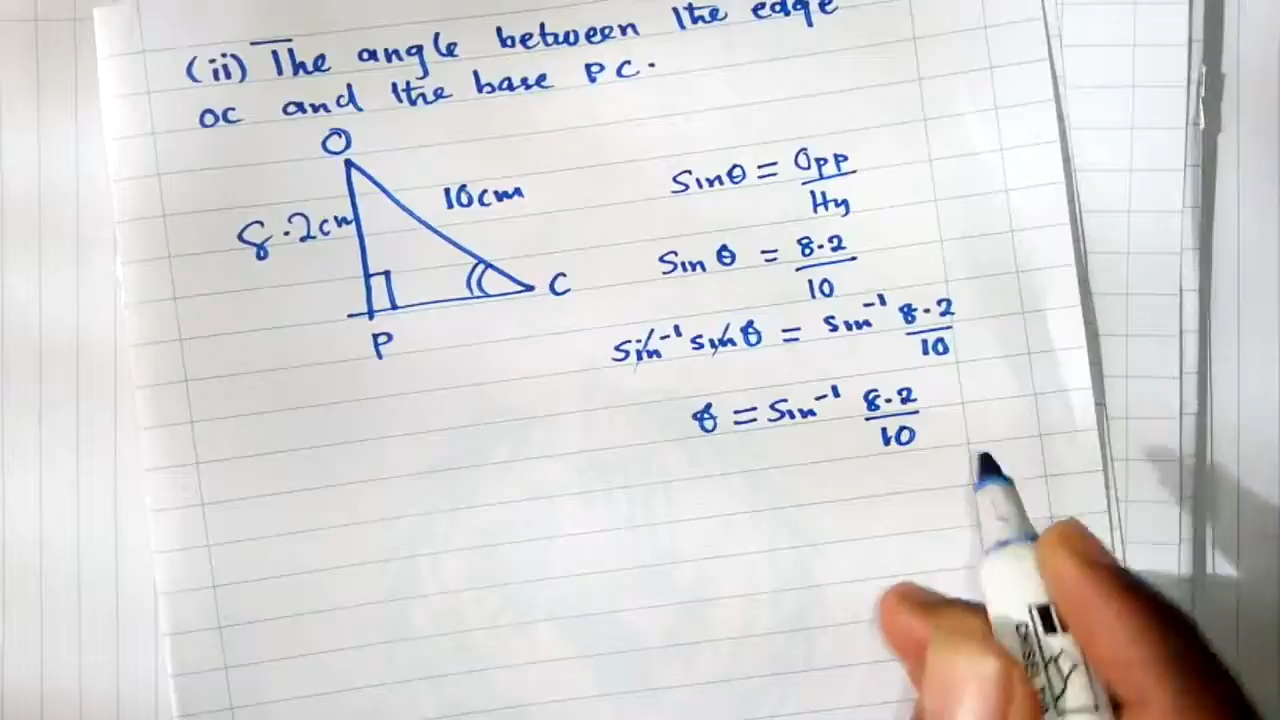 (ii) The angle between the edge
OC and the base PC.
O
8.2cm
10cm
C
P
Sinθ = Opp/Hy
Sin θ = 8.2/10
sin⁻¹ sin θ = Sin⁻¹ 8.2/10
θ = Sin⁻¹ 8.2/10